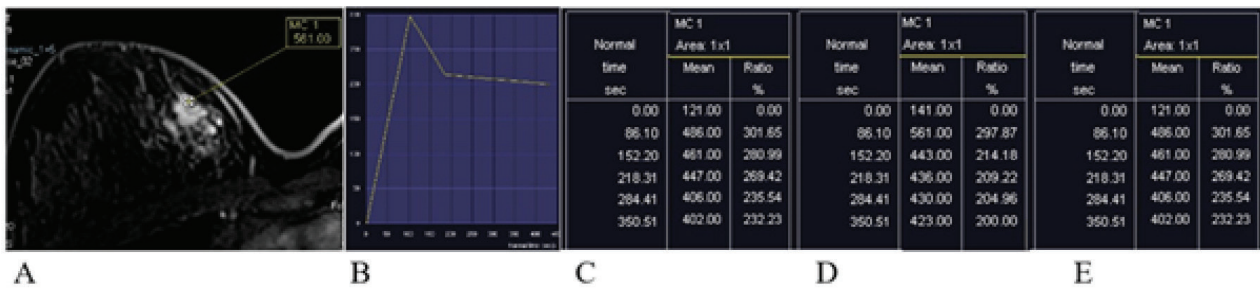 MC 1
561.00
Normal time sec
MC 1
Area: 1x1
Mean Ratio %
0.00 121.00 0.00
86.10 486.00 301.65
152.20 461.00 280.99
218.31 447.00 269.42
284.41 406.00 235.54
350.51 402.00 232.23
Normal time sec
MC 1
Area: 1x1
Mean Ratio %
0.00 141.00 0.00
86.10 561.00 297.87
152.20 443.00 214.18
218.31 436.00 209.22
284.41 430.00 204.96
350.51 423.00 200.00
Normal time sec
MC 1
Area: 1x1
Mean Ratio %
0.00 121.00 0.00
86.10 486.00 301.65
152.20 461.00 280.99
218.31 447.00 269.42
284.41 406.00 235.54
350.51 402.00 232.23
A B C D E